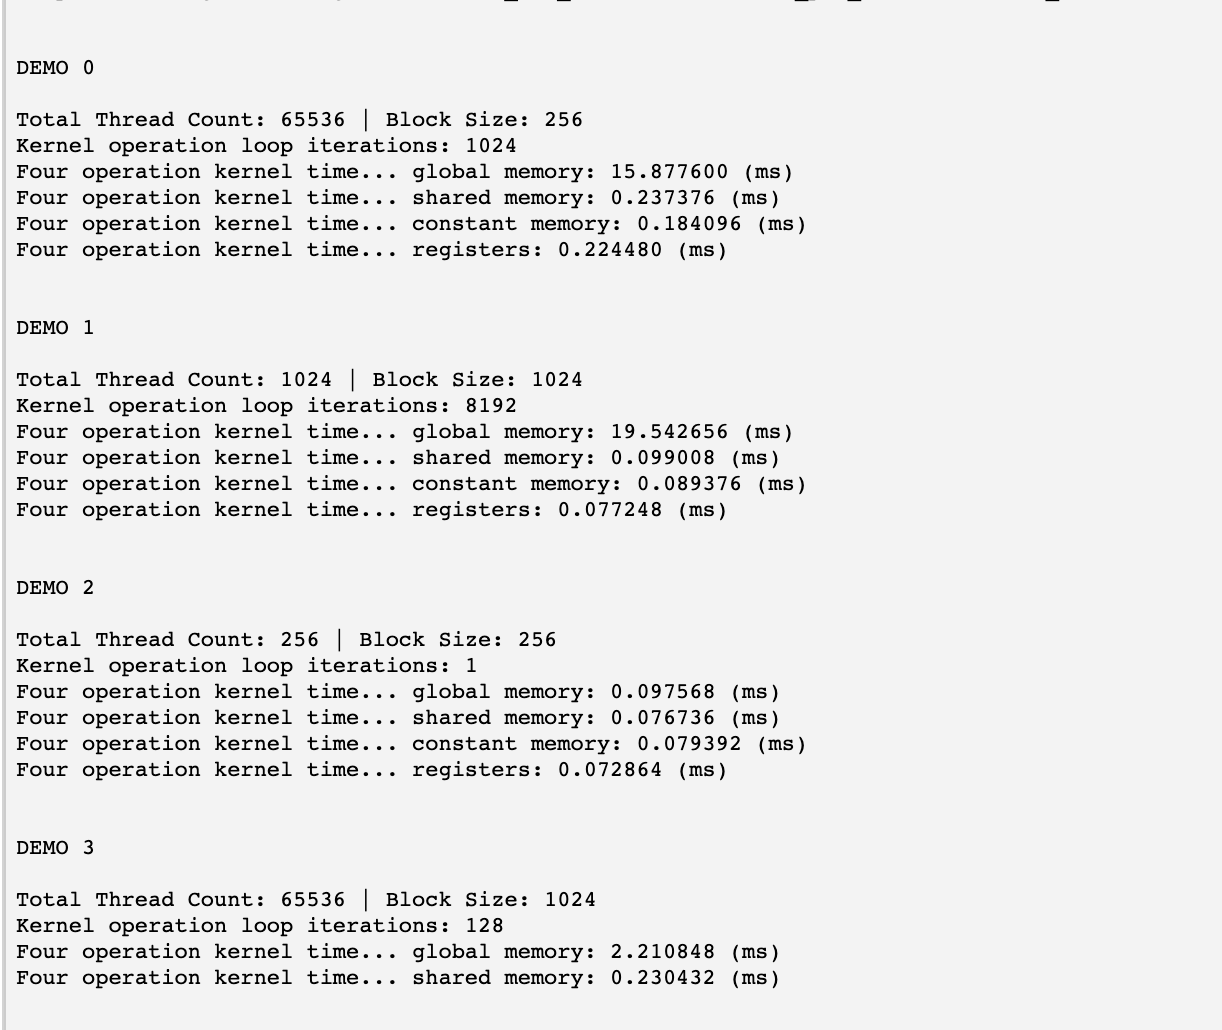 DEMO 0
Total Thread Count: 65536 | Block Size: 256
Kernel operation loop iterations: 1024
Four operation kernel time... global memory: 15.877600 (ms)
Four operation kernel time... shared memory: 0.237376 (ms)
Four operation kernel time... constant memory: 0.184096 (ms)
Four operation kernel time... registers: 0.224480 (ms)
DEMO 1
Total Thread Count: 1024 | Block Size: 1024
Kernel operation loop iterations: 8192
Four operation kernel time... global memory: 19.542656 (ms)
Four operation kernel time... shared memory: 0.099008 (ms)
Four operation kernel time... constant memory: 0.089376 (ms)
Four operation kernel time... registers: 0.077248 (ms)
DEMO 2
Total Thread Count: 256 | Block Size: 256
Kernel operation loop iterations: 1
Four operation kernel time... global memory: 0.097568 (ms)
Four operation kernel time... shared memory: 0.076736 (ms)
Four operation kernel time... constant memory: 0.079392 (ms)
Four operation kernel time... registers: 0.072864 (ms)
DEMO 3
Total Thread Count: 65536 | Block Size: 1024
Kernel operation loop iterations: 128
Four operation kernel time... global memory: 2.210848 (ms)
Four operation kernel time... shared memory: 0.230432 (ms)